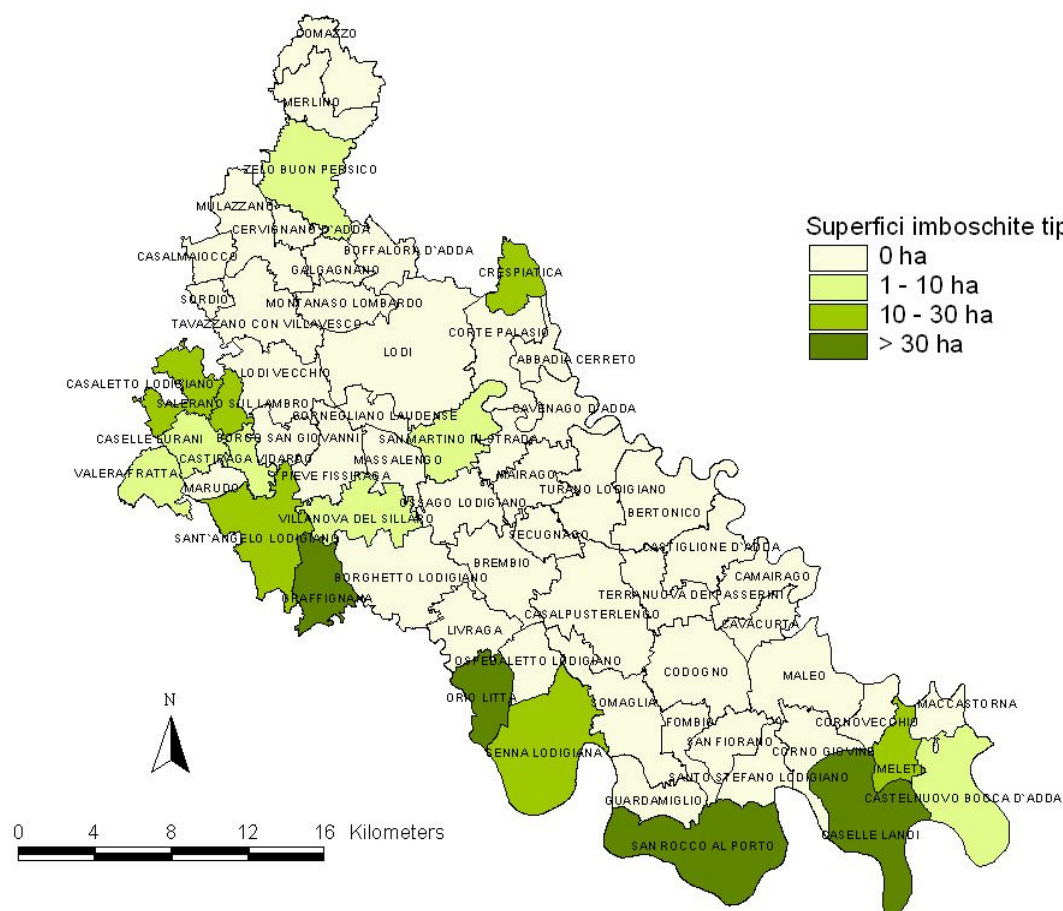 COMAZZO
MERLINO
ZELO BUON PERSICO
MULAZZANO
CERVIGNANO D'ADDA
BOFFALORA D'ADDA
CASALMAIOCCO
GALGAGNANO
CRESPIATICA
SORDIO
MONTANASO LOMBARDO
TAVAZZANO CON VILLAVESCO
CORTE PALASIO
LODI
ABBADIA CERRETO
LODI VECCHIO
CASALETTO LODIGIANO
SALERANO SUL LAMBRO
CORNEGLIANO LAUDENSE
CAVENAGO D'ADDA
CASELLE LURANI
BORGO SAN GIOVANNI
SAN MARTINO IN STRADA
CASTIRAGA VIDARDO
MASSALENGO
VALERA FRATTA
PIEVE FISSIRAGA
MAIRAGO
MARUDO
TURANO LODIGIANO
OSSAGO LODIGIANO
BERTONICO
VILLANOVA DEL SILLARO
SANT'ANGELO LODIGIANO
SECUGNAGO
CASTIGLIONE D'ADDA
BREMBIO
BORGHETTO LODIGIANO
CAMAIRAGO
GRAFFIGNANA
TERRANUOVA DEI PASSERINI
CASALPUSTERLENGO
CAVACURTA
LIVRAGA
OSPEDALETTO LODIGIANO
CODOGNO
MALEO
ORIO LITTA
SOMAGLIA
MACCASTORNA
FOMBIO
CORNOVECCHIO
SENNA LODIGIANA
SAN FIORANO
CORNO GIOVINE
MELETI
SANTO STEFANO LODIGIANO
GUARDAMIGLIO
CASTELNUOVO BOCCA D'ADDA
CASELLE LANDI
SAN ROCCO AL PORTO
Superfici imboschite tip
0 ha
1 - 10 ha
10 - 30 ha
> 30 ha
N
0 4 8 12 16 Kilometers